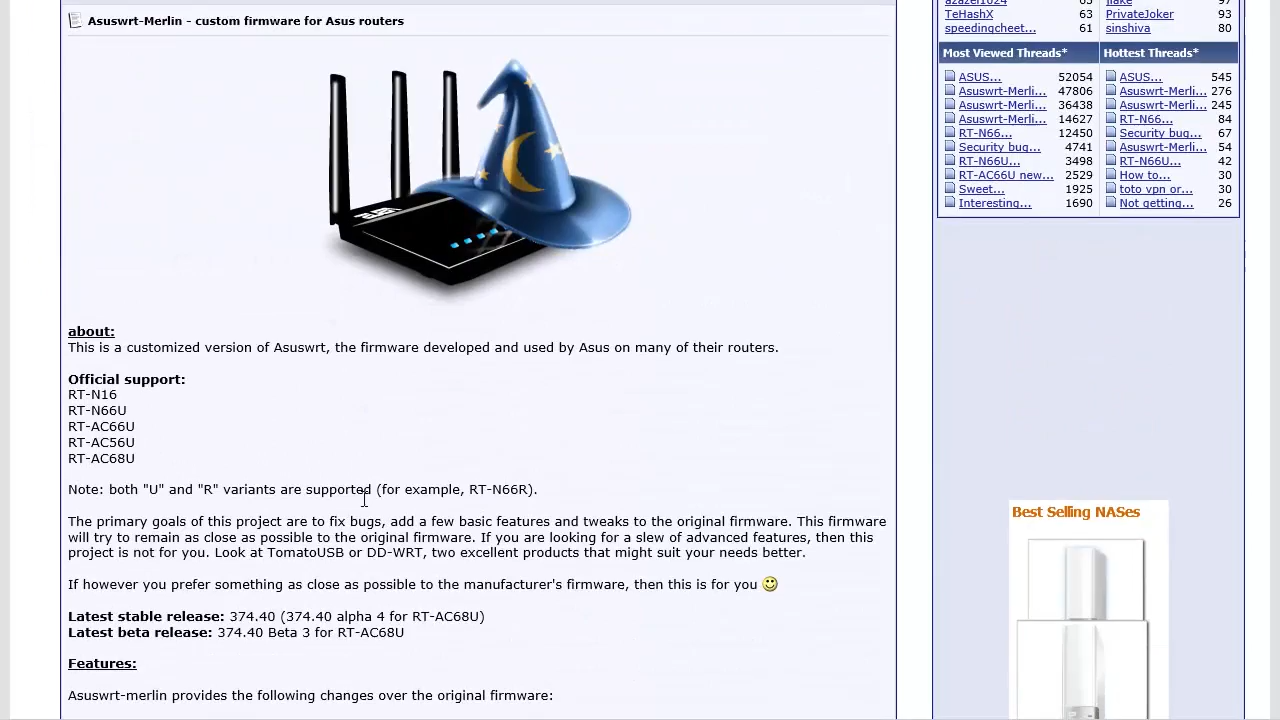 Asuswrt-Merlin - custom firmware for Asus routers
about:
This is a customized version of Asuswrt, the firmware developed and used by Asus on many of their routers.
Official support:
RT-N16
RT-N66U
RT-AC66U
RT-AC56U
RT-AC68U
Note: both "U" and "R" variants are supported (for example, RT-N66R).
The primary goals of this project are to fix bugs, add a few basic features and tweaks to the original firmware. This firmware
will try to remain as close as possible to the original firmware. If you are looking for a slew of advanced features, then this
project is not for you. Look at TomatoUSB or DD-WRT, two excellent products that might suit your needs better.
If however you prefer something as close as possible to the manufacturer's firmware, then this is for you
Latest stable release: 374.40 (374.40 alpha 4 for RT-AC68U)
Latest beta release: 374.40 Beta 3 for RT-AC68U
Features:
Asuswrt-merlin provides the following changes over the original firmware:
azazel1024 63 jlake 97
TeHashX 63 PrivateJoker 93
speedingcheet... 61 sinshiva 80
Most Viewed Threads* Hottest Threads*
ASUS... 52054 ASUS... 545
Asuswrt-Merli... 47806 Asuswrt-Merli... 276
Asuswrt-Merli... 36438 Asuswrt-Merli... 245
Asuswrt-Merli... 14627 RT-N66... 84
RT-N66... 12450 Security bug... 67
Security bug... 4741 Asuswrt-Merli... 54
RT-N66U... 3498 RT-N66U... 42
RT-AC66U new... 2529 How to... 30
Sweet... 1925 toto vpn or... 30
Interesting... 1690 Not getting... 26
Best Selling NASes